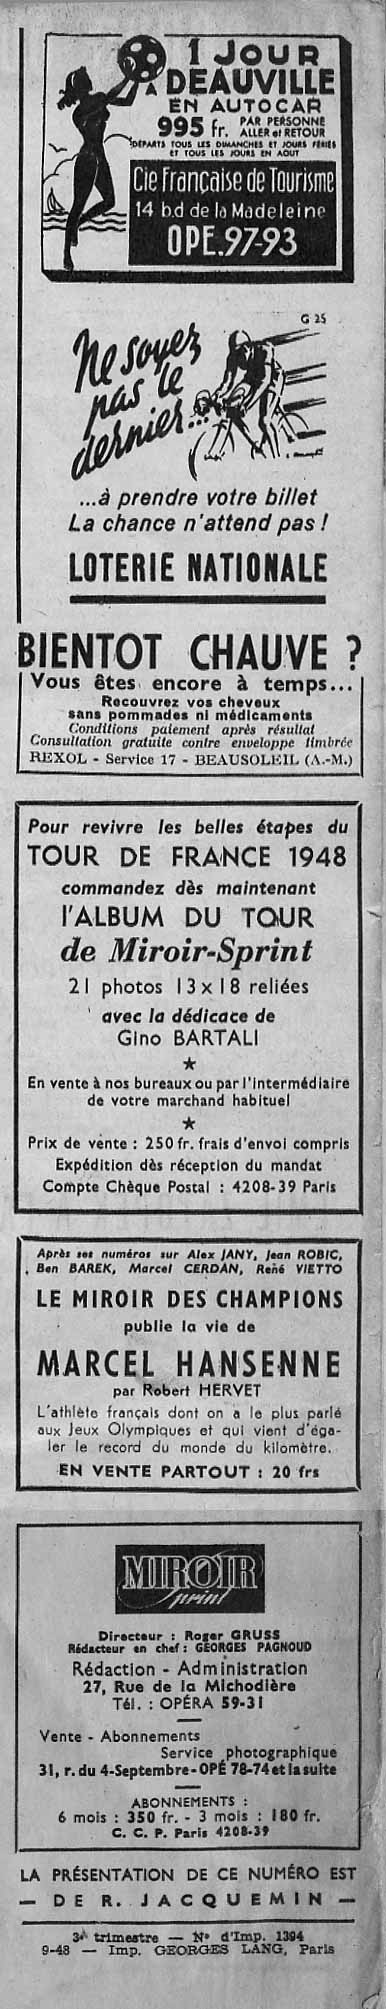 1 JOUR
A DEAUVILLE
EN AUTOCAR
995 fr. PAR PERSONNE
ALLER et RETOUR
DÉPARTS TOUS LES DIMANCHES ET JOURS FÉRIÉS
ET TOUS LES JOURS EN AOUT
Cie Française de Tourisme
14 b.d de la Madeleine
OPE.97-93
G 25
Ne soyez
pas le
dernier...
...à prendre votre billet
La chance n'attend pas !
LOTERIE NATIONALE
BIENTOT CHAUVE ?
Vous êtes encore à temps...
Recouvrez vos cheveux
sans pommades ni médicaments
Conditions paiement après résultat
Consultation gratuite contre enveloppe timbrée
REXOL - Service 17 - BEAUSOLEIL (A.-M.)
Pour revivre les belles étapes du
TOUR DE FRANCE 1948
commandez dès maintenant
l'ALBUM DU TOUR
de Miroir-Sprint
21 photos 13x18 reliées
avec la dédicace de
Gino BARTALI
★
En vente à nos bureaux ou par l'intermédiaire
de votre marchand habituel
★
Prix de vente : 250 fr. frais d'envoi compris
Expédition dès réception du mandat
Compte Chèque Postal : 4208-39 Paris
Après ses numéros sur Alex JANY, Jean ROBIC,
Ben BAREK, Marcel CERDAN, René VIETTO
LE MIROIR DES CHAMPIONS
publie la vie de
MARCEL HANSENNE
par Robert HERVET
L'athlète français dont on a le plus parlé
aux Jeux Olympiques et qui vient d'éga-
ler le record du monde du kilomètre.
EN VENTE PARTOUT : 20 frs
MIROIR
sprint
Directeur : Roger GRUSS
Rédacteur en chef : GEORGES PAGNOUD
Rédaction - Administration
27, Rue de la Michodière
Tél. : OPÉRA 59-31
Vente - Abonnements
Service photographique
31, r. du 4-Septembre - OPÉ 78-74 et la suite
ABONNEMENTS :
6 mois : 350 fr. - 3 mois : 180 fr.
C. C. P. Paris 4208-39
LA PRÉSENTATION DE CE NUMÉRO EST
— DE R. JACQUEMIN —
3e trimestre — No d'Imp. 1394
9-48 — Imp. GEORGES LANG, Paris